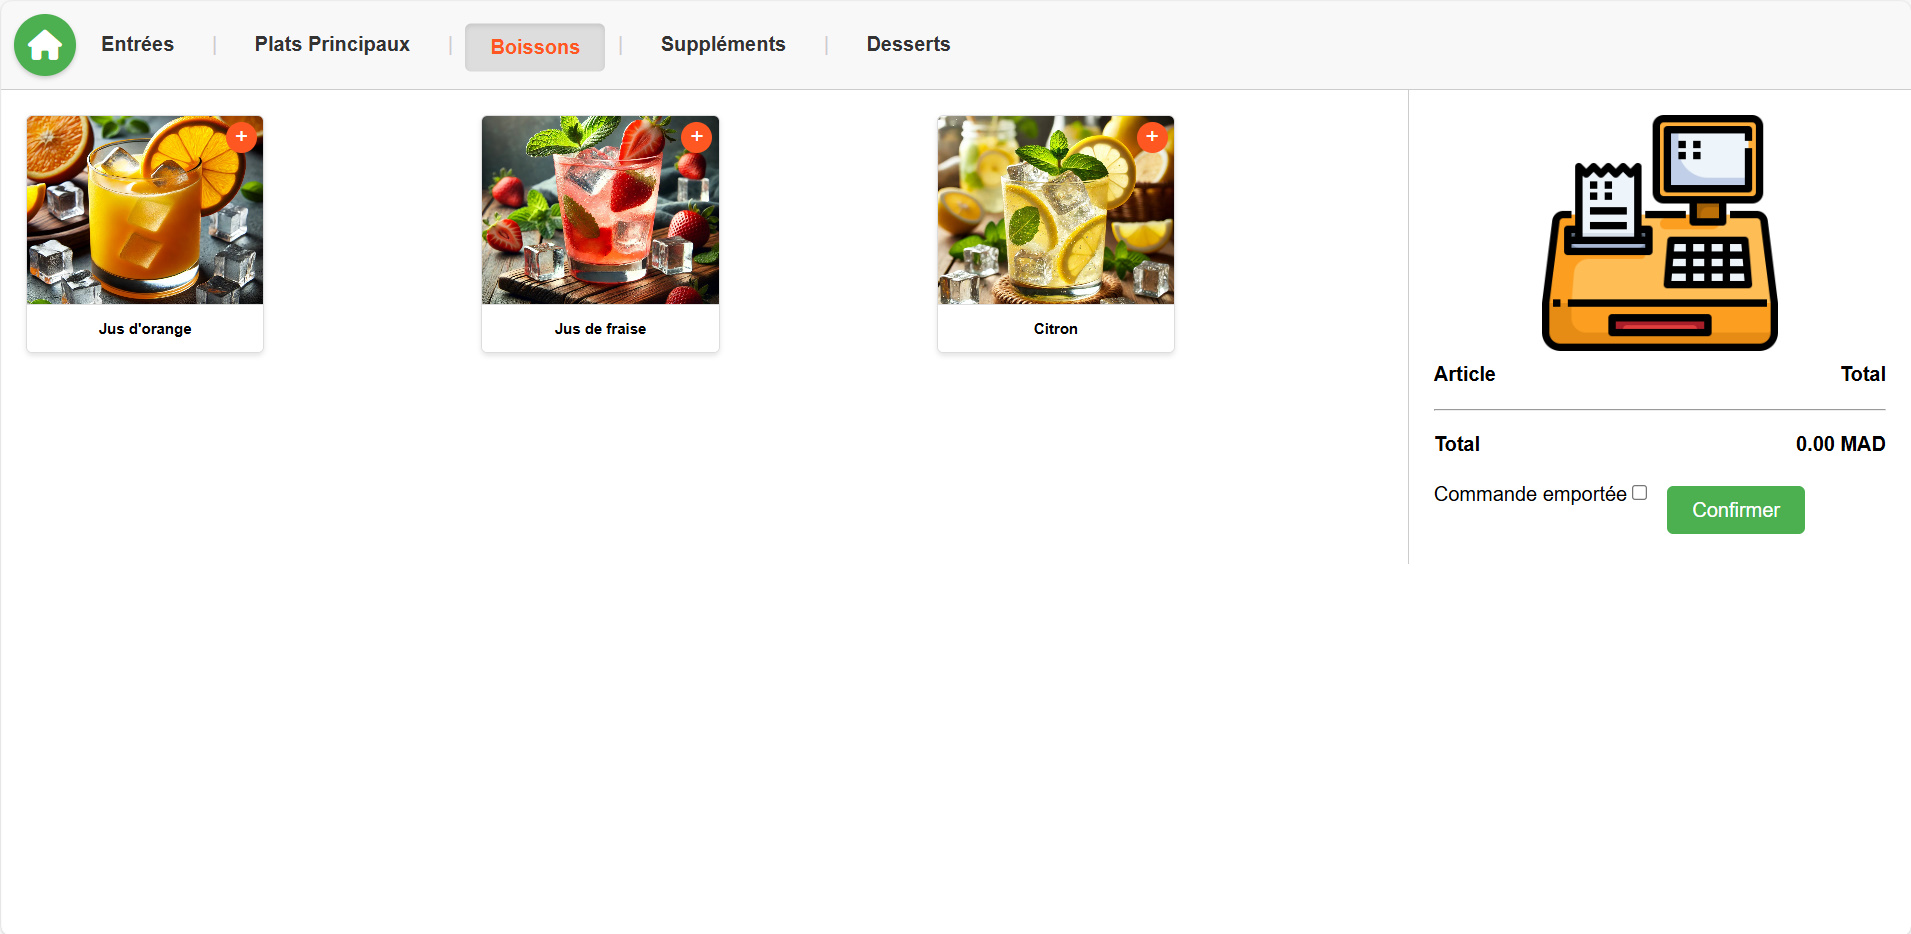 Entrées | Plats Principaux | Boissons | Suppléments | Desserts
+ + +
Jus d'orange Jus de fraise Citron
Article Total
Total 0.00 MAD
Commande emportée Confirmer